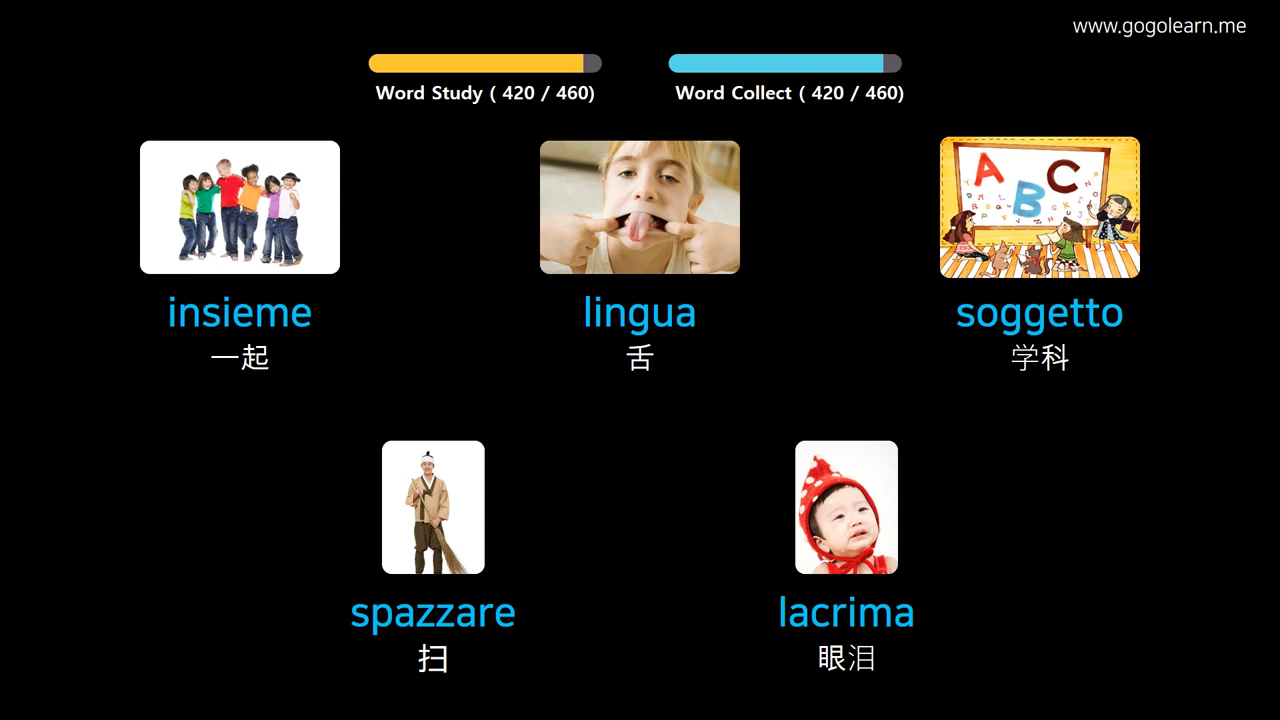 www.gogolearn.me
Word Study ( 420 / 460)
Word Collect ( 420 / 460)
A B C
insieme
一起
lingua
舌
soggetto
学科
spazzare
扫
lacrima
眼泪